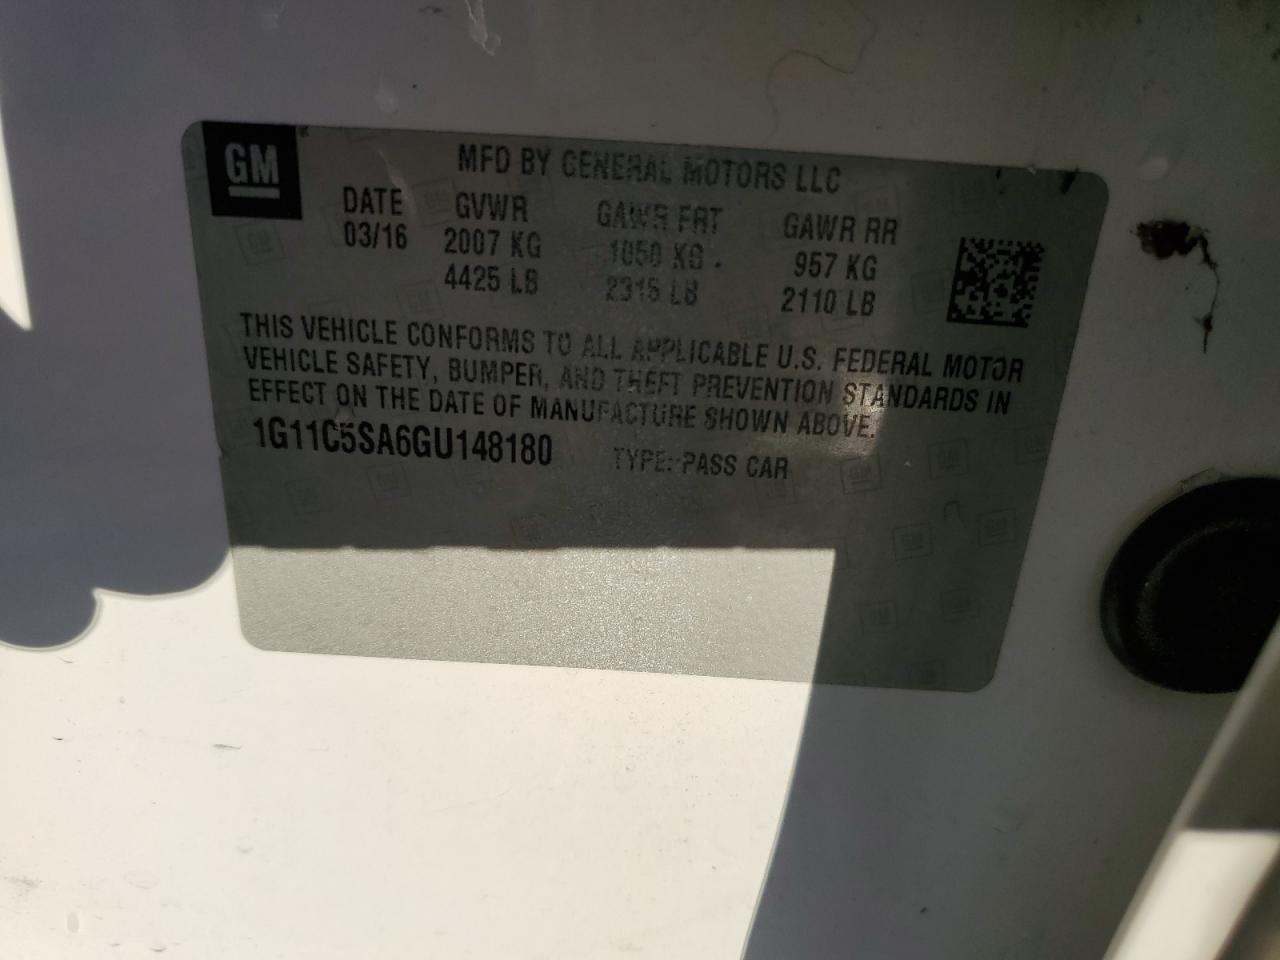 GM
MFD BY GENERAL MOTORS LLC
DATE GVWR GAWR FRT GAWR RR
03/16 2007 KG 1050 KG 957 KG
4425 LB 2315 LB 2110 LB
THIS VEHICLE CONFORMS TO ALL APPLICABLE U.S. FEDERAL MOTOR
VEHICLE SAFETY, BUMPER, AND THEFT PREVENTION STANDARDS IN
EFFECT ON THE DATE OF MANUFACTURE SHOWN ABOVE.
1G11C5SA6GU148180 TYPE: PASS CAR